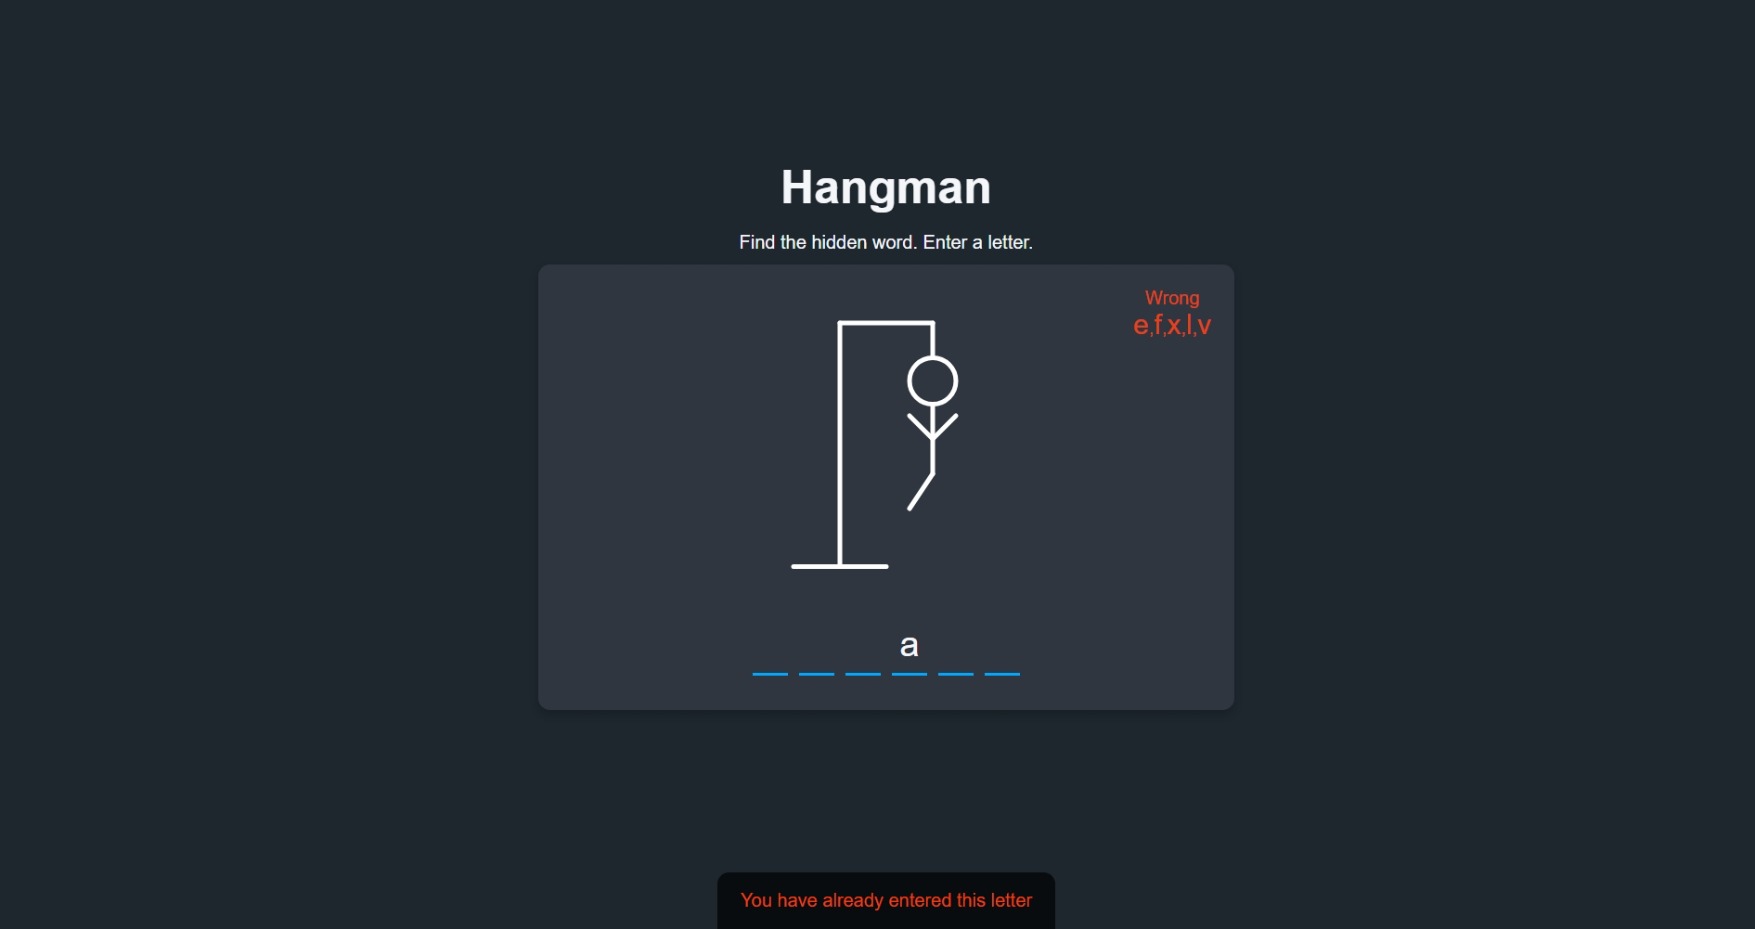 Hangman
Find the hidden word. Enter a letter.
Wrong
e,f,x,l,v
a
You have already entered this letter